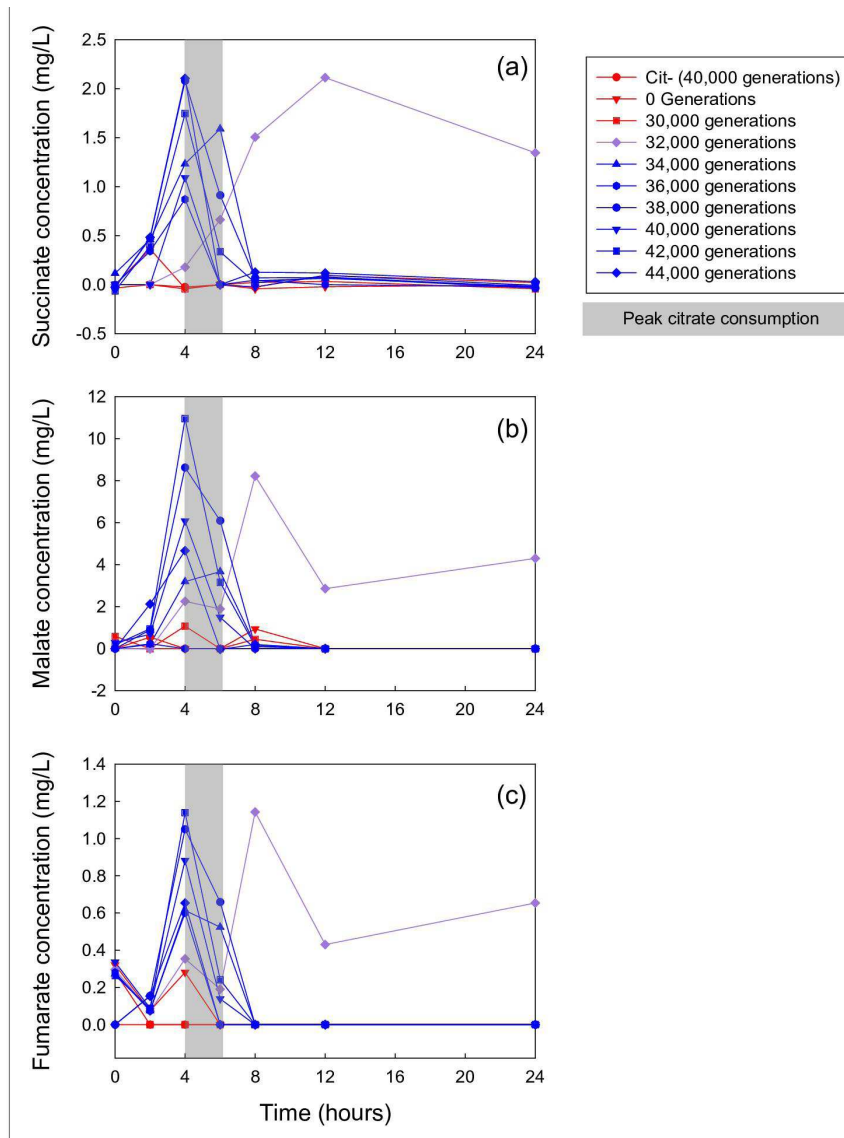 Succinate concentration (mg/L)
2.5
2.0
1.5
1.0
0.5
0.0
-0.5
(a)
0 4 8 12 16 20 24
Cit- (40,000 generations)
0 Generations
30,000 generations
32,000 generations
34,000 generations
36,000 generations
38,000 generations
40,000 generations
42,000 generations
44,000 generations
Peak citrate consumption
Malate concentration (mg/L)
12
10
8
6
4
2
0
-2
(b)
0 4 8 12 16 20 24
Fumarate concentration (mg/L)
1.4
1.2
1.0
0.8
0.6
0.4
0.2
0.0
(c)
0 4 8 12 16 20 24
Time (hours)